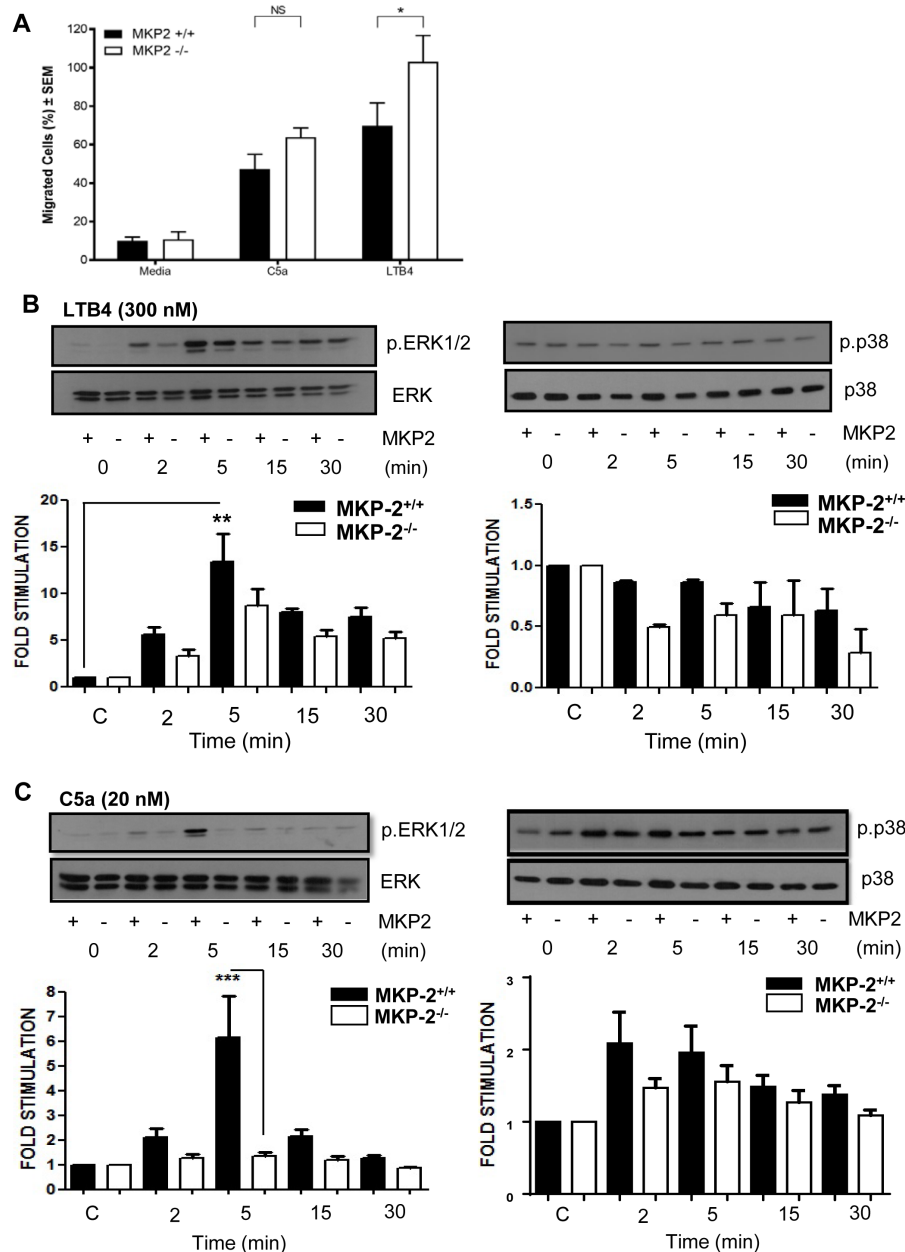 A
NS
*
MKP2 +/+
MKP2 -/-
Migrated Cells (%) ± SEM
120
100
80
60
40
20
0
Media C5a LTB4
B
LTB4 (300 nM)
p.ERK1/2
ERK
+ - + - + - + - + - MKP2
0 2 5 15 30 (min)
p.p38
p38
+ - + - + - + - + - MKP2
0 2 5 15 30 (min)
FOLD STIMULATION
20
15
10
5
0
**
MKP-2+/+
MKP-2-/-
C 2 5 15 30
Time (min)
FOLD STIMULATION
1.5
1.0
0.5
0.0
MKP-2+/+
MKP-2-/-
C 2 5 15 30
Time (min)
C
C5a (20 nM)
p.ERK1/2
ERK
+ - + - + - + - + - MKP2
0 2 5 15 30 (min)
p.p38
p38
+ - + - + - + - + - MKP2
0 2 5 15 30 (min)
FOLD STIMULATION
8
7
6
5
4
3
2
1
0
***
MKP-2+/+
MKP-2-/-
C 2 5 15 30
Time (min)
FOLD STIMULATION
3
2
1
0
MKP-2+/+
MKP-2-/-
C 2 5 15 30
Time (min)